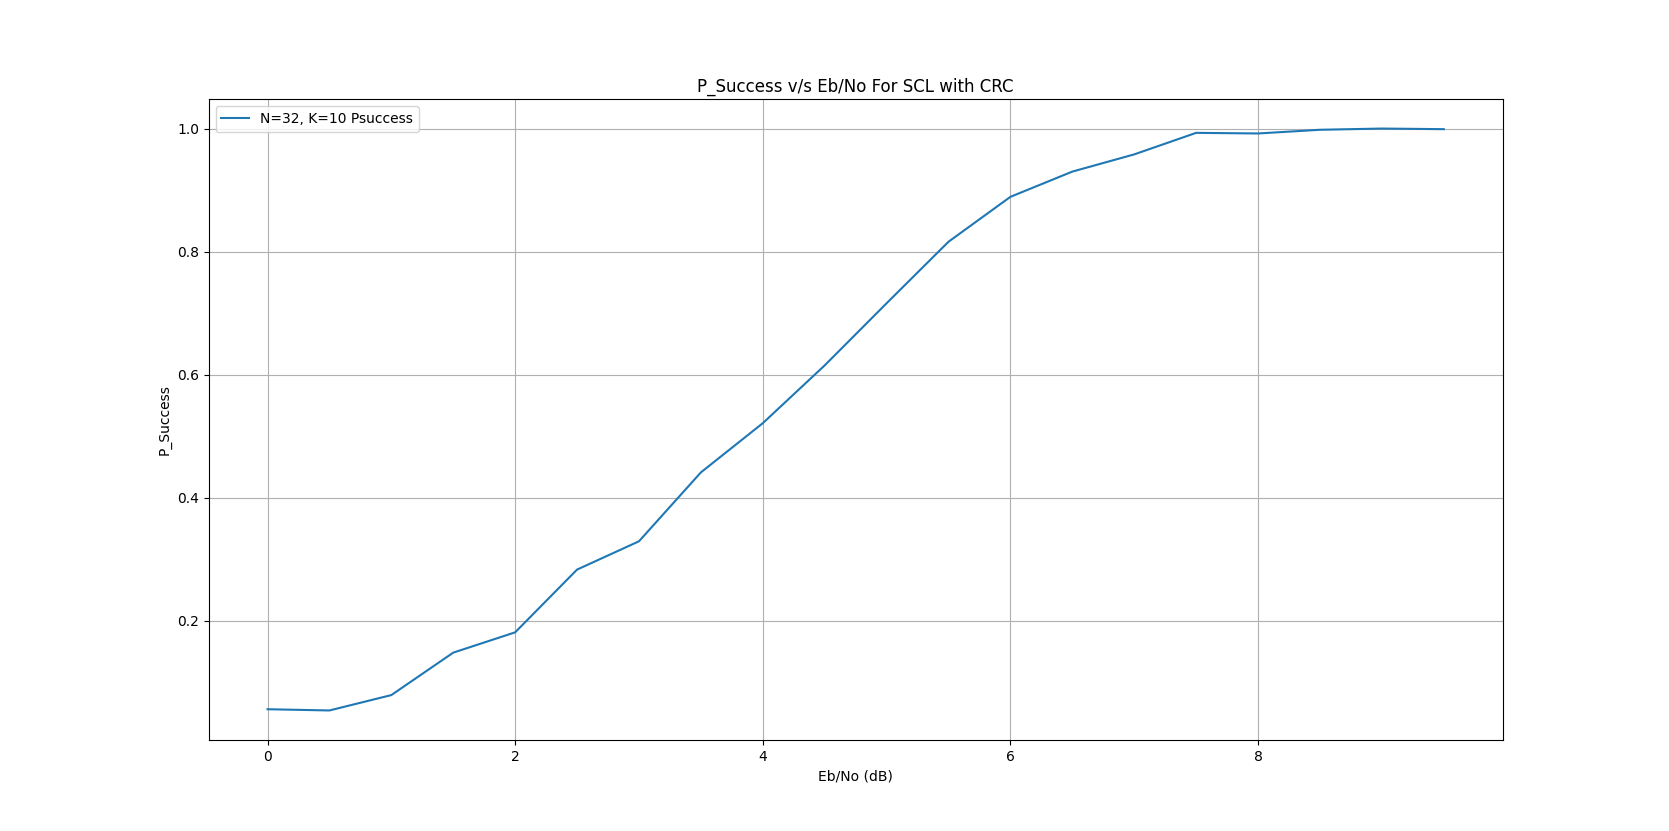 P_Success v/s Eb/No For SCL with CRC
N=32, K=10 Psuccess
1.0
0.8
0.6
0.4
0.2
P_Success
0 2 4 6 8
Eb/No (dB)